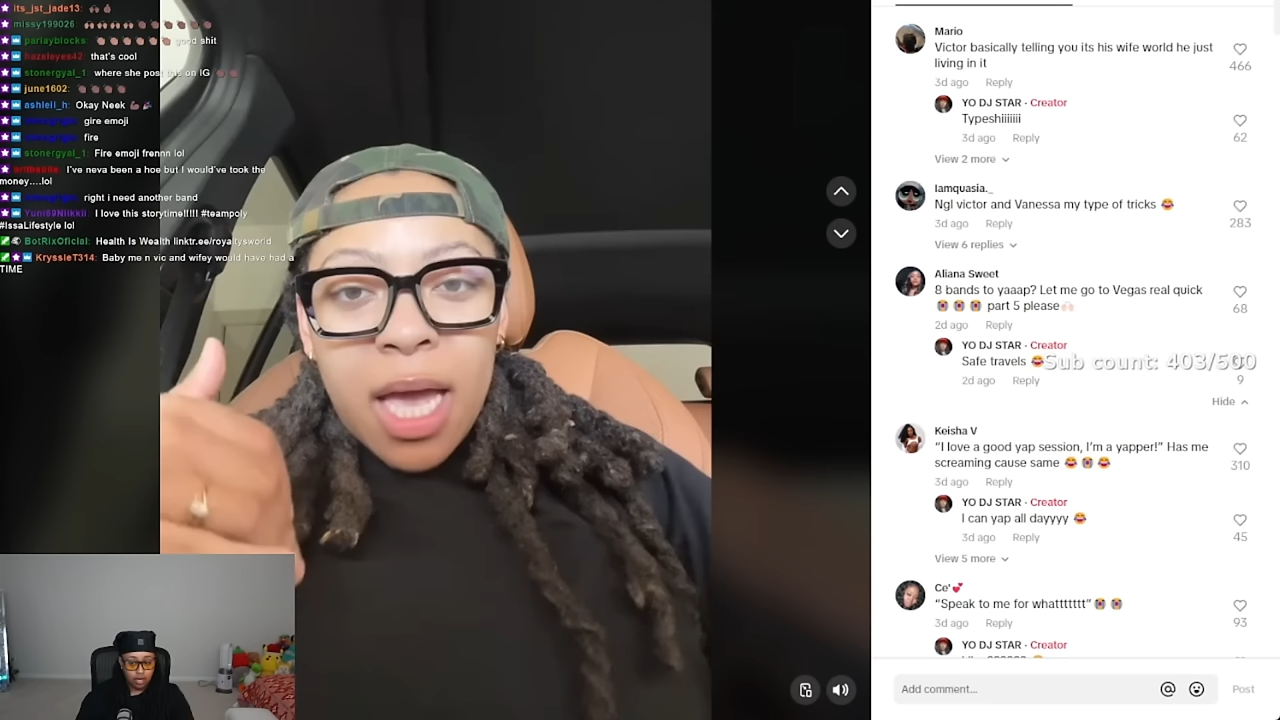 its_jst_jade13:
missy199026:
parlayblocks: good shit
hazeleyes42: that's cool
stonergyal_1: where she post this on IG
june1602:
ashleii_h: Okay Neek
gire emoji
fire
stonergyal_1: Fire emoji frennn lol
I've neva been a hoe but I would've took the
money....lol
right i need another band
Yuni69Niikkii: I love this storytime!!!!! #teampoly
#IssaLifestyle lol
BotRixOficial: Health Is Wealth linktr.ee/royaltysworld
KryssieT314: Baby me n vic and wifey would have had a
TIME
Mario
Victor basically telling you its his wife world he just
living in it
466
3d ago Reply
YO DJ STAR · Creator
Typeshiiiiiii
62
3d ago Reply
View 2 more
Iamquasia._
Ngl victor and Vanessa my type of tricks 😂
283
3d ago Reply
View 6 replies
Aliana Sweet
8 bands to yaaap? Let me go to Vegas real quick
😭 😭 😭 part 5 please🙌🏻
68
2d ago Reply
YO DJ STAR · Creator
Safe travels 😂
Sub count: 403/500
9
2d ago Reply
Hide
Keisha V
“I love a good yap session, I’m a yapper!” Has me
screaming cause same 😂 😭 😂
310
3d ago Reply
YO DJ STAR · Creator
I can yap all dayyyy 😂
45
3d ago Reply
View 5 more
Ce'💕
“Speak to me for whattttttt” 😭 😭
93
3d ago Reply
YO DJ STAR · Creator
Add comment...
Post